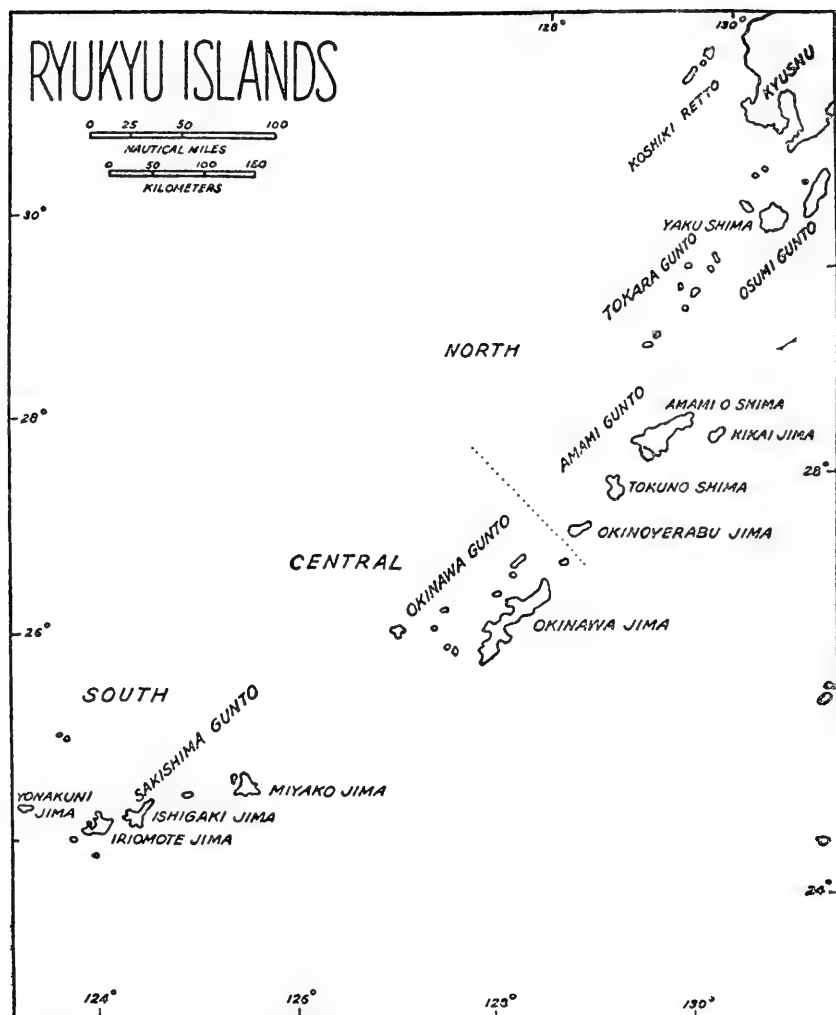 RYUKYU ISLANDS
0 25 50 100
NAUTICAL MILES
0 50 100 150
KILOMETERS
128°
130°
KOSHIKI RETTO
KYUSHU
30°
YAKU SHIMA
TOKARA GUNTO
OSUMI GUNTO
NORTH
28°
AMAMI GUNTO
AMAMI O SHIMA
KIKAI JIMA
28°
TOKUNO SHIMA
OKINOYERABU JIMA
CENTRAL
OKINAWA GUNTO
OKINAWA JIMA
26°
SOUTH
SAKISHIMA GUNTO
MIYAKO JIMA
YONAKUNI
JIMA
ISHIGAKI JIMA
IRIOMOTE JIMA
24°
124°
126°
128°
130°